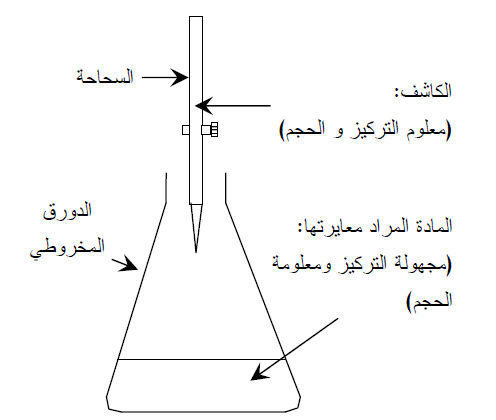 السحاحة
الكاشف:
(معلوم التركيز و الحجم)
الدورق
المخروطي
المادة المراد معايرتها:
(مجهولة التركيز ومعلومة
الحجم)